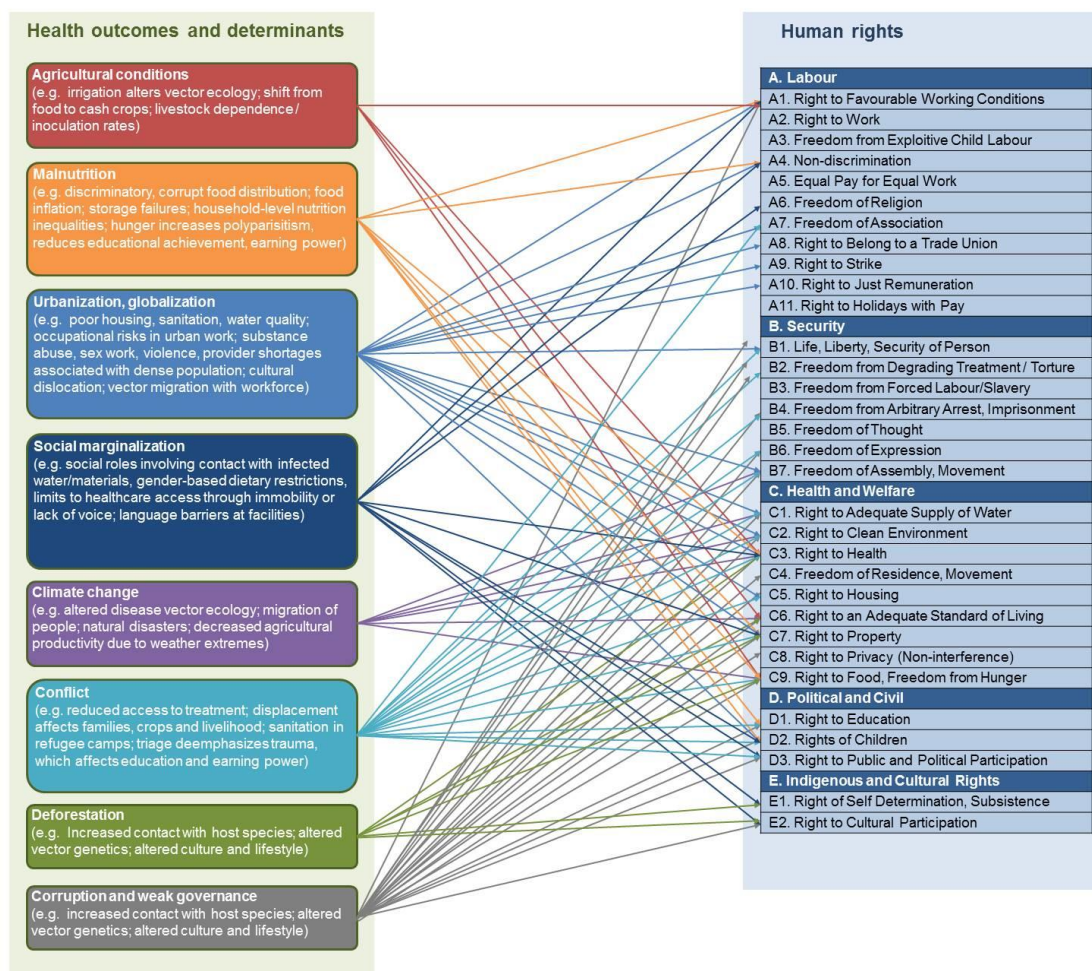 Health outcomes and determinants
Agricultural conditions
(e.g. irrigation alters vector ecology; shift from
food to cash crops; livestock dependence/
inoculation rates)
Malnutrition
(e.g. discriminatory, corrupt food distribution; food
inflation; storage failures; household-level nutrition
inequalities; hunger increases polyparisitism,
reduces educational achievement, earning power)
Urbanization, globalization
(e.g. poor housing, sanitation, water quality;
occupational risks in urban work; substance
abuse, sex work, violence, provider shortages
associated with dense population; cultural
dislocation; vector migration with workforce)
Social marginalization
(e.g. social roles involving contact with infected
water/materials, gender-based dietary restrictions,
limits to healthcare access through immobility or
lack of voice; language barriers at facilities)
Climate change
(e.g. altered disease vector ecology; migration of
people; natural disasters; decreased agricultural
productivity due to weather extremes)
Conflict
(e.g. reduced access to treatment; displacement
affects families, crops and livelihood; sanitation in
refugee camps; triage deemphasizes trauma,
which affects education and earning power)
Deforestation
(e.g. Increased contact with host species; altered
vector genetics; altered culture and lifestyle)
Corruption and weak governance
(e.g. increased contact with host species; altered
vector genetics; altered culture and lifestyle)
Human rights
A. Labour
A1. Right to Favourable Working Conditions
A2. Right to Work
A3. Freedom from Exploitive Child Labour
A4. Non-discrimination
A5. Equal Pay for Equal Work
A6. Freedom of Religion
A7. Freedom of Association
A8. Right to Belong to a Trade Union
A9. Right to Strike
A10. Right to Just Remuneration
A11. Right to Holidays with Pay
B. Security
B1. Life, Liberty, Security of Person
B2. Freedom from Degrading Treatment / Torture
B3. Freedom from Forced Labour/Slavery
B4. Freedom from Arbitrary Arrest, Imprisonment
B5. Freedom of Thought
B6. Freedom of Expression
B7. Freedom of Assembly, Movement
C. Health and Welfare
C1. Right to Adequate Supply of Water
C2. Right to Clean Environment
C3. Right to Health
C4. Freedom of Residence, Movement
C5. Right to Housing
C6. Right to an Adequate Standard of Living
C7. Right to Property
C8. Right to Privacy (Non-interference)
C9. Right to Food, Freedom from Hunger
D. Political and Civil
D1. Right to Education
D2. Rights of Children
D3. Right to Public and Political Participation
E. Indigenous and Cultural Rights
E1. Right of Self Determination, Subsistence
E2. Right to Cultural Participation